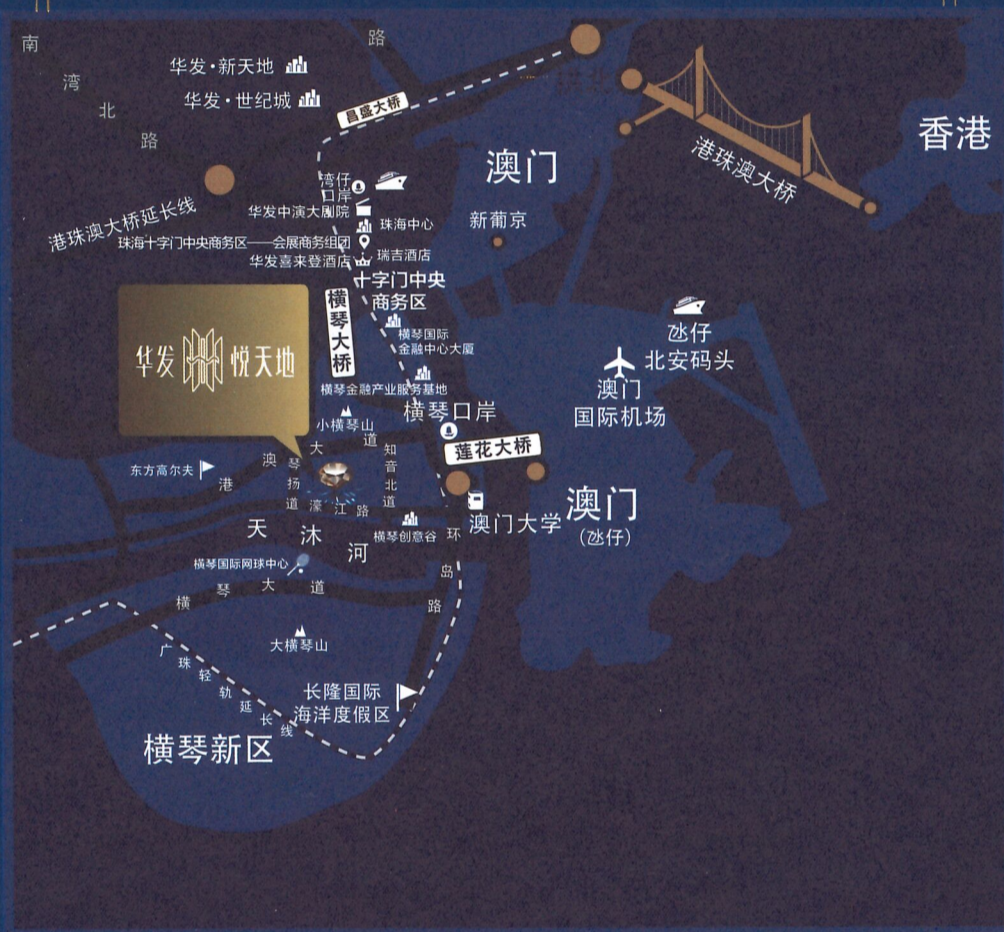 南湾北路
路
华发·新天地
华发·世纪城
昌盛大桥
港珠澳大桥
香港
澳门
新葡京
港珠澳大桥延长线
湾仔
口岸
华发中演大剧院
珠海中心
珠海十字门中央商务区——会展商务组团
华发喜来登酒店
瑞吉酒店
十字门中央
商务区
横琴大桥
横琴国际
金融中心大厦
氹仔
北安码头
澳门
国际机场
华发 悦天地
横琴金融产业服务基地
横琴口岸
小横琴山
莲花大桥
东方高尔夫
港澳大道
琴扬道
知音北道
濠江路
澳门
(氹仔)
澳门大学
天沐河
横琴创意谷
环岛路
横琴国际网球中心
横琴大道
大横琴山
广珠轻轨延长线
长隆国际
海洋度假区
横琴新区